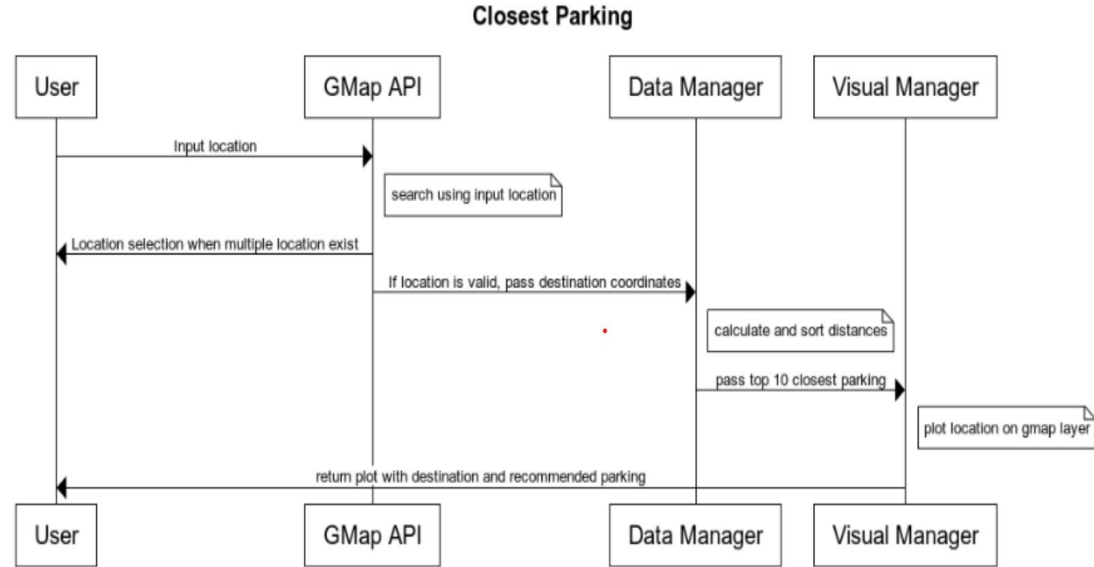 Closest Parking
User
GMap API
Data Manager
Visual Manager
Input location
search using input location
Location selection when multiple location exist
If location is valid, pass destination coordinates
calculate and sort distances
pass top 10 closest parking
plot location on gmap layer
return plot with destination and recommended parking
User
GMap API
Data Manager
Visual Manager